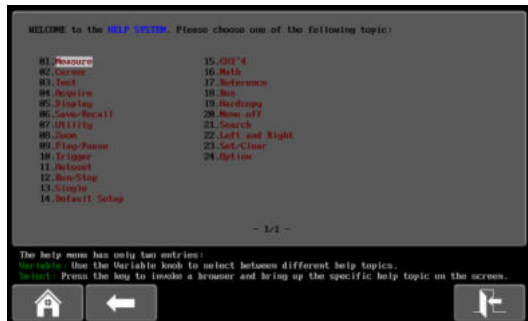 WELCOME to the HELP SYSTEM. Please choose one of the following topic:
01.Measure
02.Cursor
03.Test
04.Acquire
05.Display
06.Save/Recall
07.Utility
08.Zoom
09.Play/Pause
10.Trigger
11.Autoset
12.Run/Stop
13.Single
14.Default Setup
15.CH1~4
16.Math
17.Reference
18.Bus
19.Hardcopy
20.Menu off
21.Search
22.Left and Right
23.Set/Clear
24.Option
- 1/1 -
The help menu has only two entries:
Variable: Use the Variable knob to select between different help topics.
Select: Press the key to invoke a browser and bring up the specific help topic on the screen.